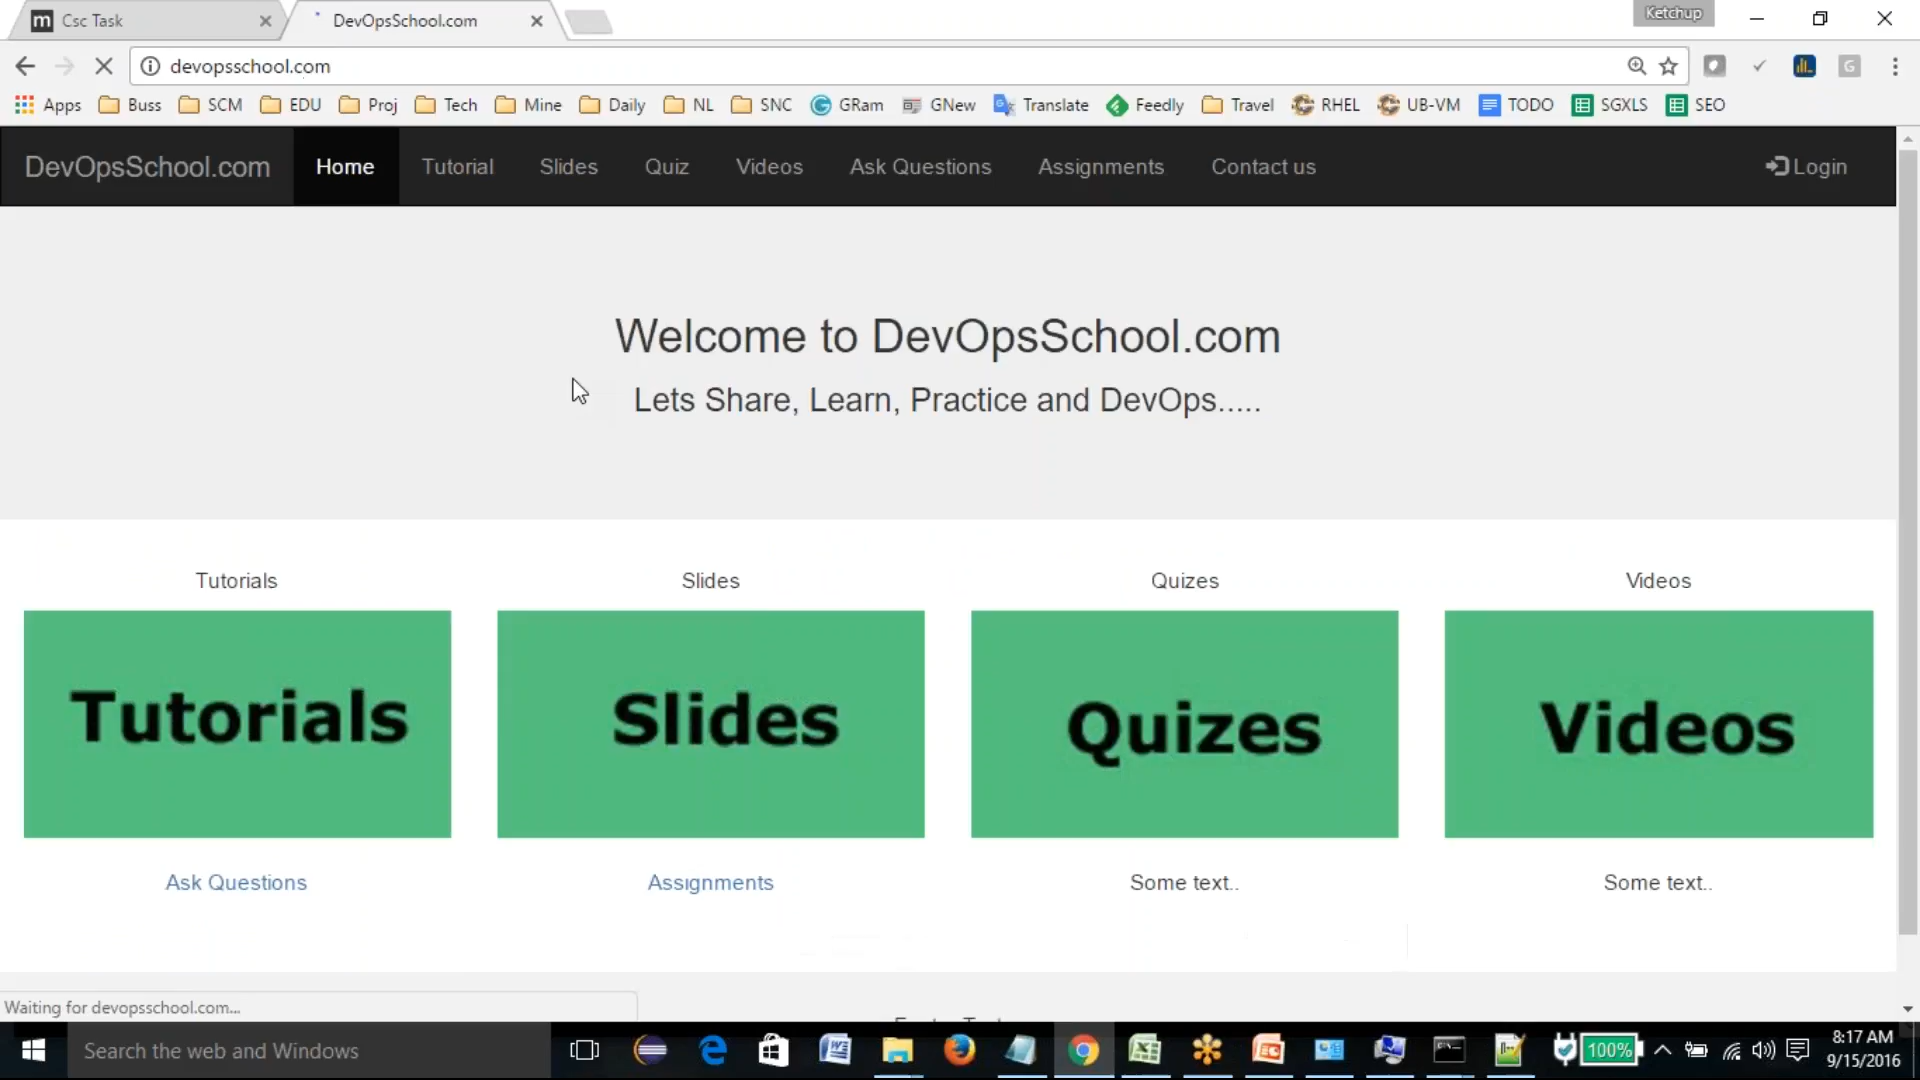 Csc Task
DevOpsSchool.com
Ketchup
devopsschool.com
Apps Buss SCM EDU Proj Tech Mine Daily NL SNC GRam GNew Translate Feedly Travel RHEL UB-VM TODO SGXLS SEO
DevOpsSchool.com Home Tutorial Slides Quiz Videos Ask Questions Assignments Contact us Login
Welcome to DevOpsSchool.com
Lets Share, Learn, Practice and DevOps.....
Tutorials Slides Quizes Videos
Tutorials Slides Quizes Videos
Ask Questions Assignments Some text.. Some text..
Waiting for devopsschool.com...
Search the web and Windows
100%
8:17 AM
9/15/2016